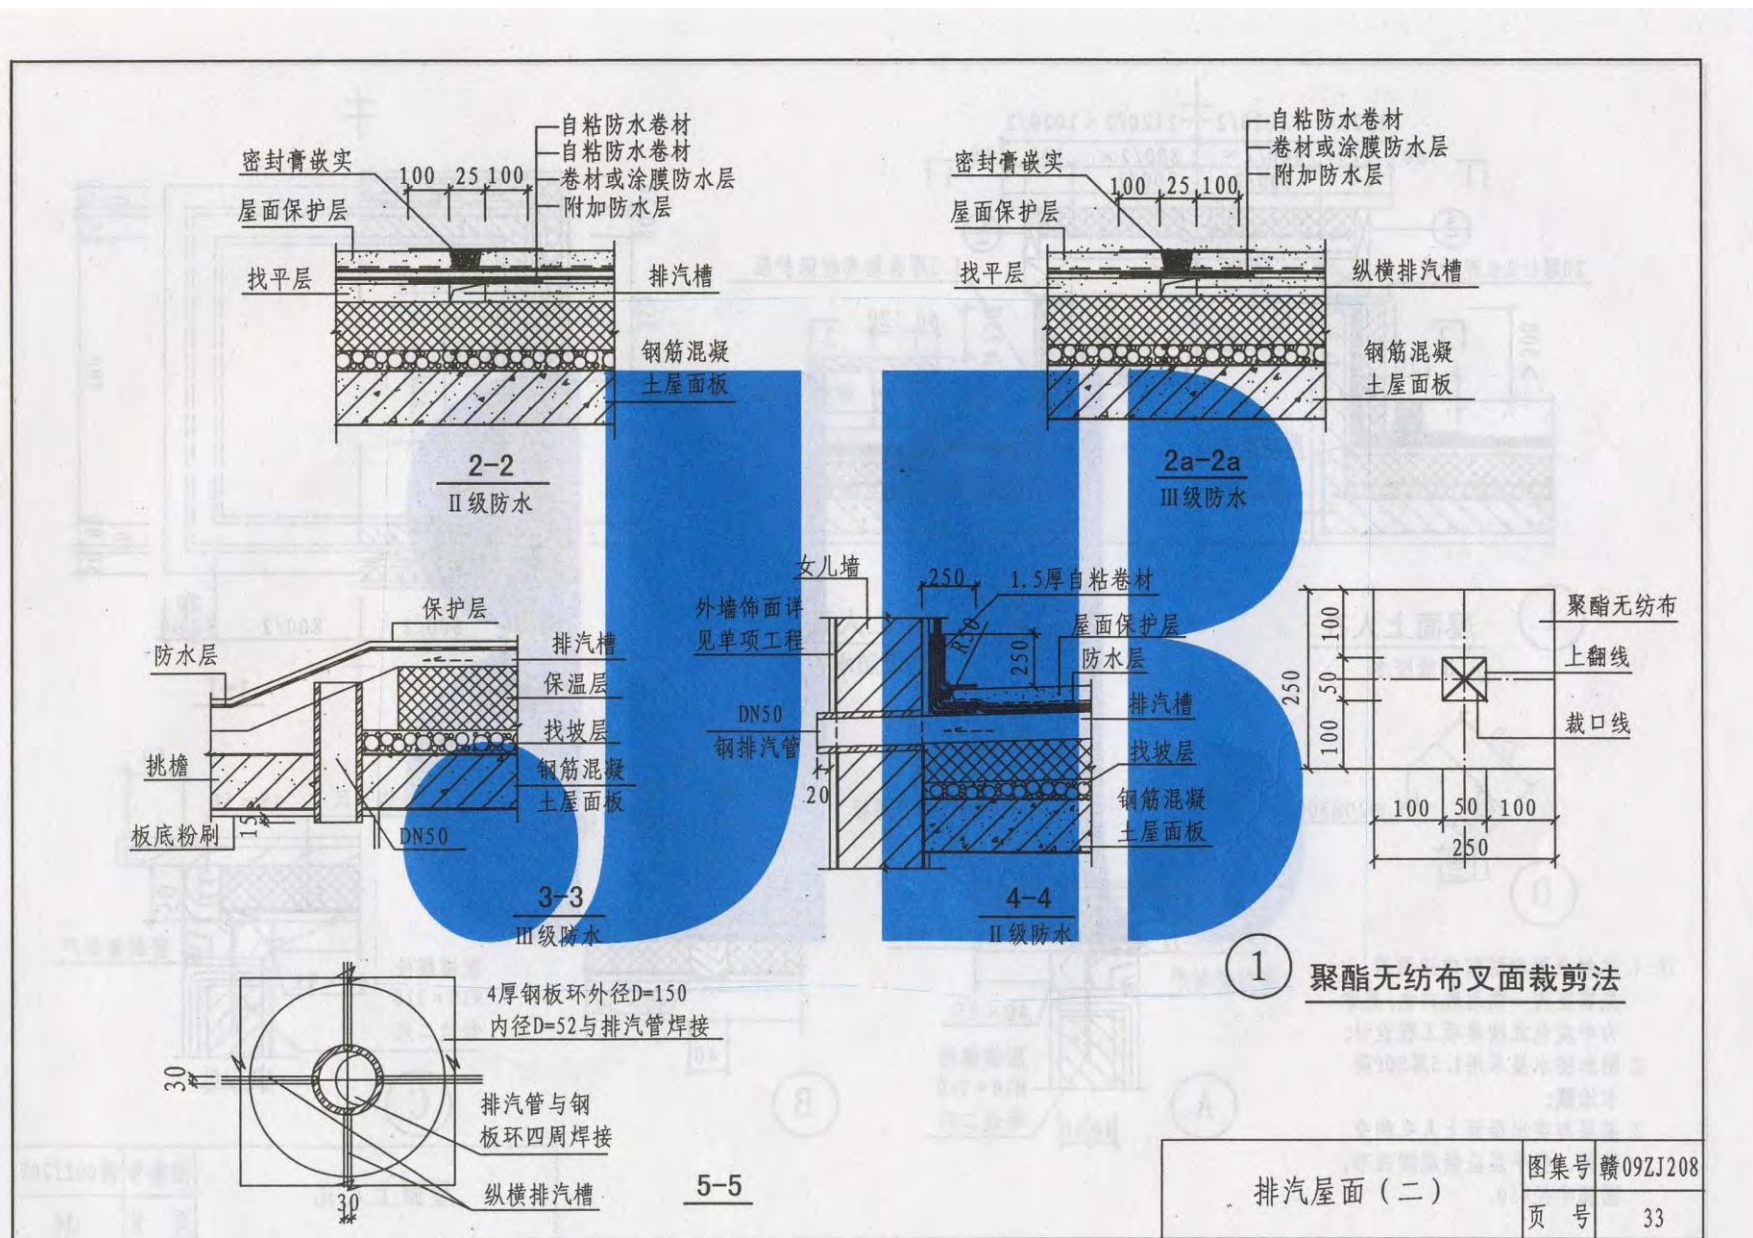 自粘防水卷材
自粘防水卷材
卷材或涂膜防水层
附加防水层
密封膏嵌实
100 25 100
屋面保护层
找平层
排汽槽
钢筋混凝
土屋面板
2-2
II级防水
自粘防水卷材
卷材或涂膜防水层
附加防水层
密封膏嵌实
100 25 100
屋面保护层
找平层
纵横排汽槽
钢筋混凝
土屋面板
2a-2a
III级防水
保护层
防水层
排汽槽
保温层
找坡层
挑檐
钢筋混凝
土屋面板
板底粉刷
15
DN50
3-3
III级防水
女儿墙
250
1.5厚自粘卷材
外墙饰面详
见单项工程
R50
250
屋面保护层
防水层
DN50
钢排汽管
排汽槽
找坡层
20
钢筋混凝
土屋面板
4-4
II级防水
聚酯无纺布
上翻线
裁口线
100
50
100
250
100 50 100
250
1 聚酯无纺布叉面裁剪法
4厚钢板环外径D=150
内径D=52与排汽管焊接
30
排汽管与钢
板环四周焊接
纵横排汽槽
30
5-5
JB
排汽屋面(二)
图集号 赣09ZJ208
页 号 33